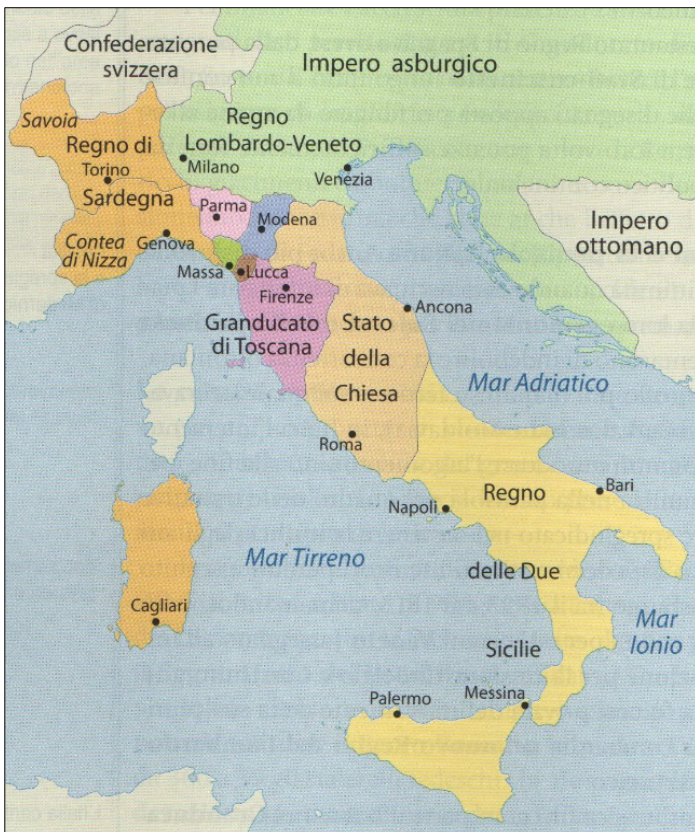 Confederazione
svizzera
Impero asburgico
Savoia
Regno di
Torino
Sardegna
Contea
di Nizza
Genova
Regno
Lombardo-Veneto
Milano
Venezia
Parma
Modena
Massa
Lucca
Firenze
Granducato
di Toscana
Impero
ottomano
Ancona
Stato
della
Chiesa
Roma
Mar Adriatico
Napoli
Regno
Bari
delle Due
Sicilie
Mar Tirreno
Cagliari
Mar
Ionio
Palermo
Messina